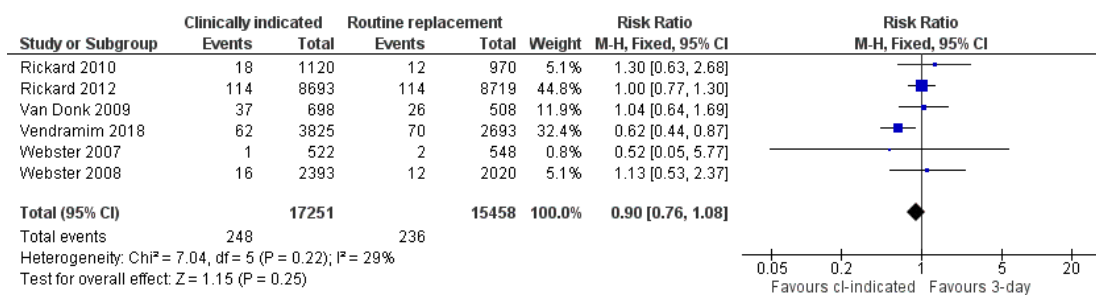 Clinically indicated Routine replacement Risk Ratio Risk Ratio
Study or Subgroup Events Total Events Total Weight M-H, Fixed, 95% CI M-H, Fixed, 95% CI
Rickard 2010 18 1120 12 970 5.1% 1.30 [0.63, 2.68]
Rickard 2012 114 8693 114 8719 44.8% 1.00 [0.77, 1.30]
Van Donk 2009 37 698 26 508 11.9% 1.04 [0.64, 1.69]
Vendramim 2018 62 3825 70 2693 32.4% 0.62 [0.44, 0.87]
Webster 2007 1 522 2 548 0.8% 0.52 [0.05, 5.77]
Webster 2008 16 2393 12 2020 5.1% 1.13 [0.53, 2.37]
Total (95% CI) 17251 15458 100.0% 0.90 [0.76, 1.08]
Total events 248 236
Heterogeneity: Chi² = 7.04, df = 5 (P = 0.22); I² = 29%
Test for overall effect: Z = 1.15 (P = 0.25)
0.05 0.2 1 5 20
Favours cl-indicated Favours 3-day